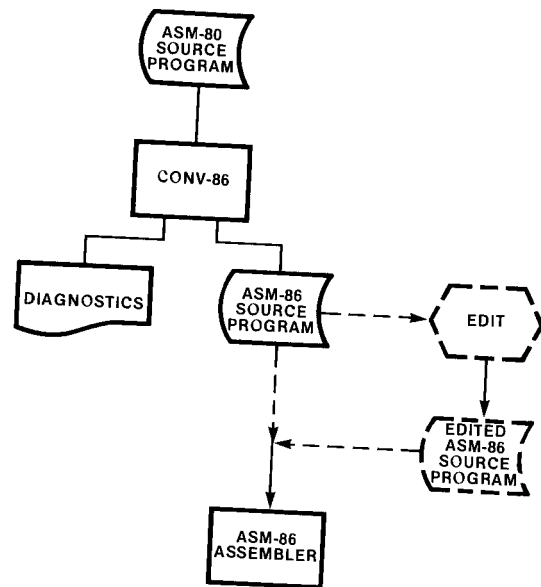 ASM-80
SOURCE
PROGRAM
CONV-86
DIAGNOSTICS
ASM-86
SOURCE
PROGRAM
EDIT
EDITED
ASM-86
SOURCE
PROGRAM
ASM-86
ASSEMBLER